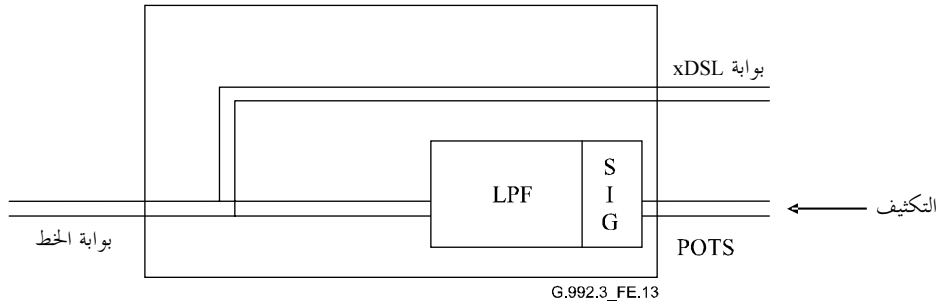 بوابة xDSL
LPF
S
I
G
التكثيف
بوابة الخط
POTS
G.992.3_FE.13